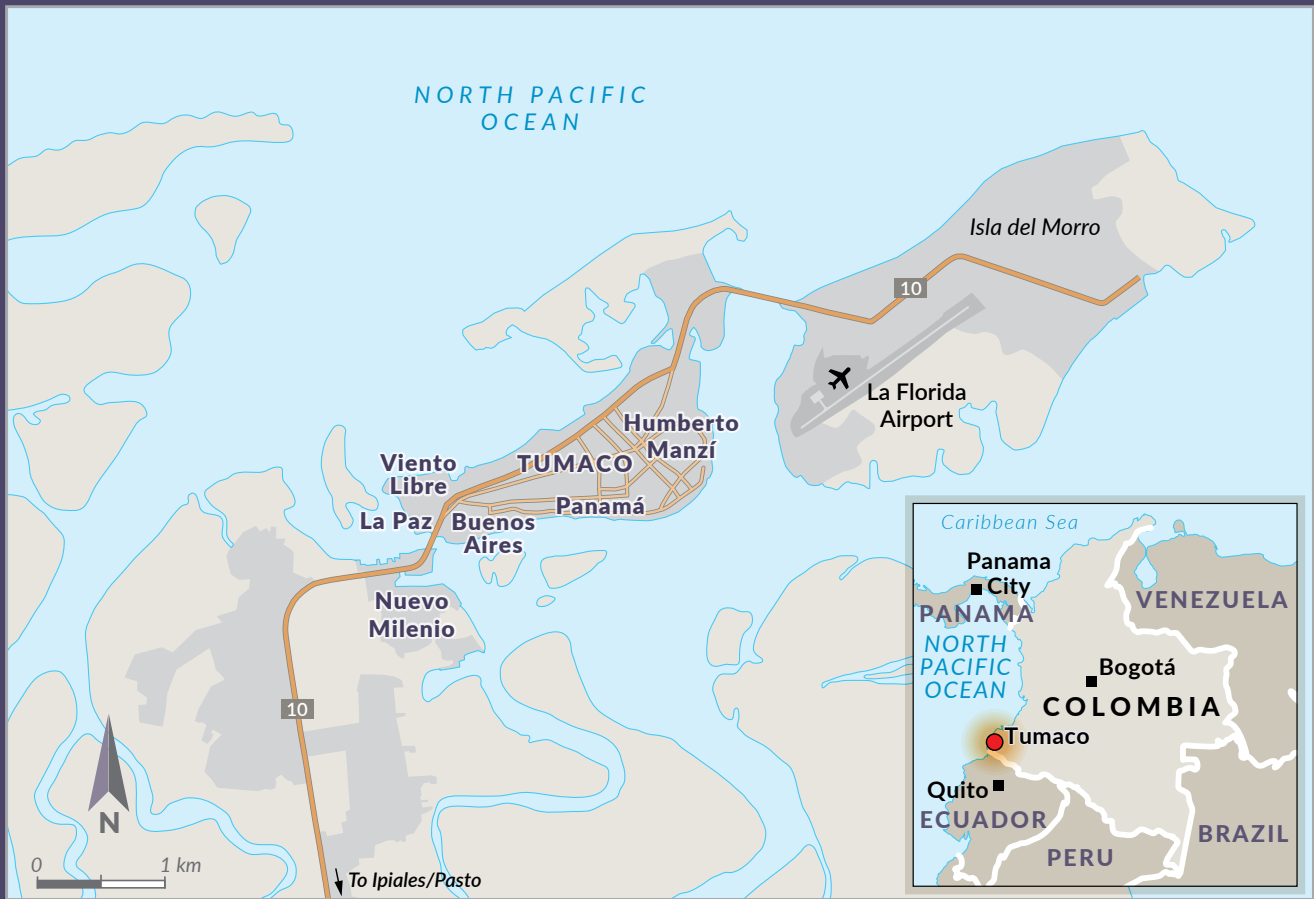 NORTH PACIFIC
OCEAN
Isla del Morro
10
La Florida
Airport
Humberto
Manzí
TUMACO
Viento
Libre
Panamá
La Paz
Buenos
Aires
Nuevo
Milenio
10
N
0 1 km
To Ipiales/Pasto
Caribbean Sea
Panama
City
PANAMA
VENEZUELA
NORTH
PACIFIC
OCEAN
Bogotá
COLOMBIA
Tumaco
Quito
ECUADOR
PERU
BRAZIL